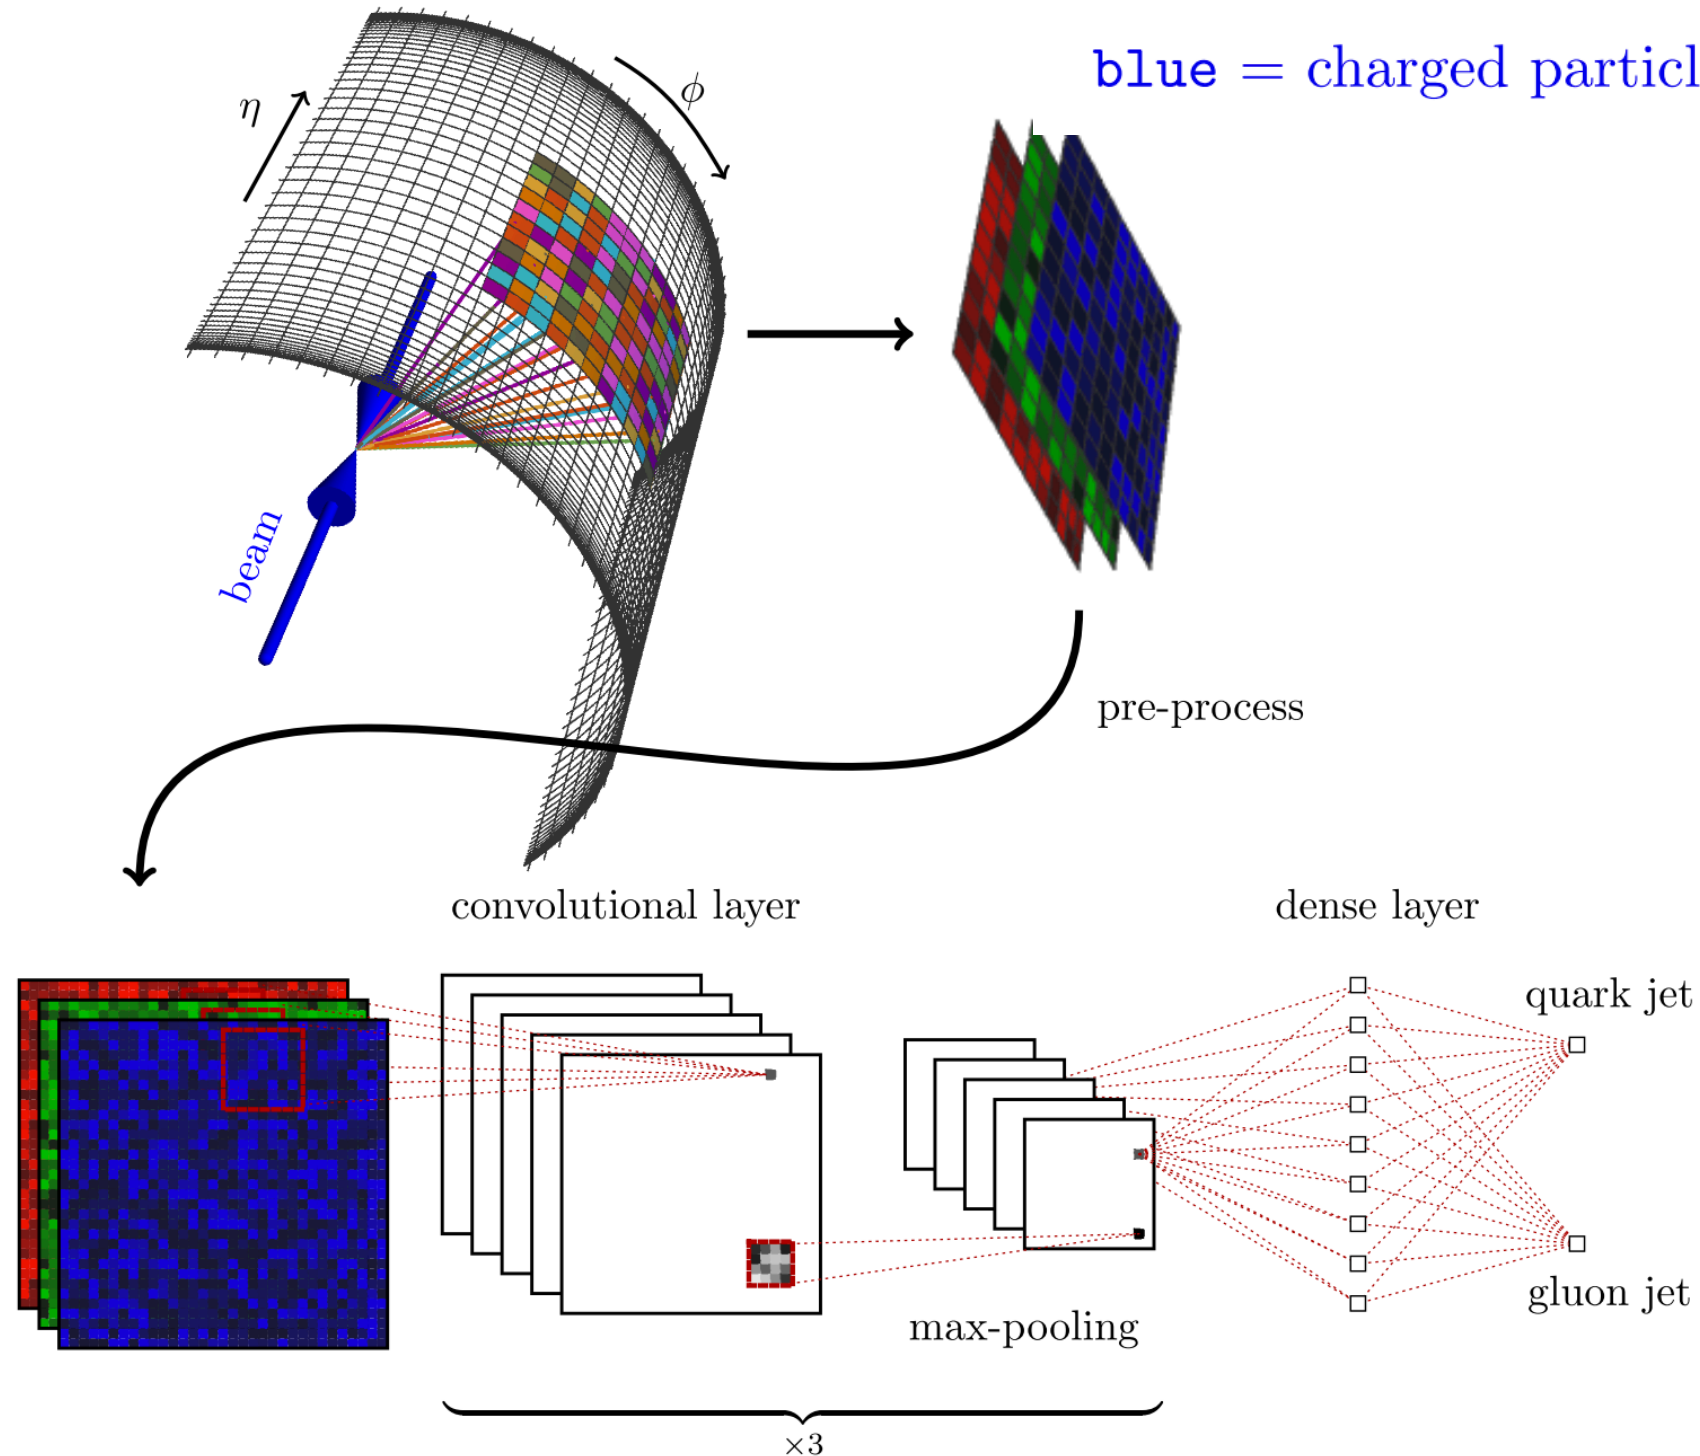 η
ϕ
blue = charged particl
beam
pre-process
convolutional layer
dense layer
quark jet
gluon jet
max-pooling
×3